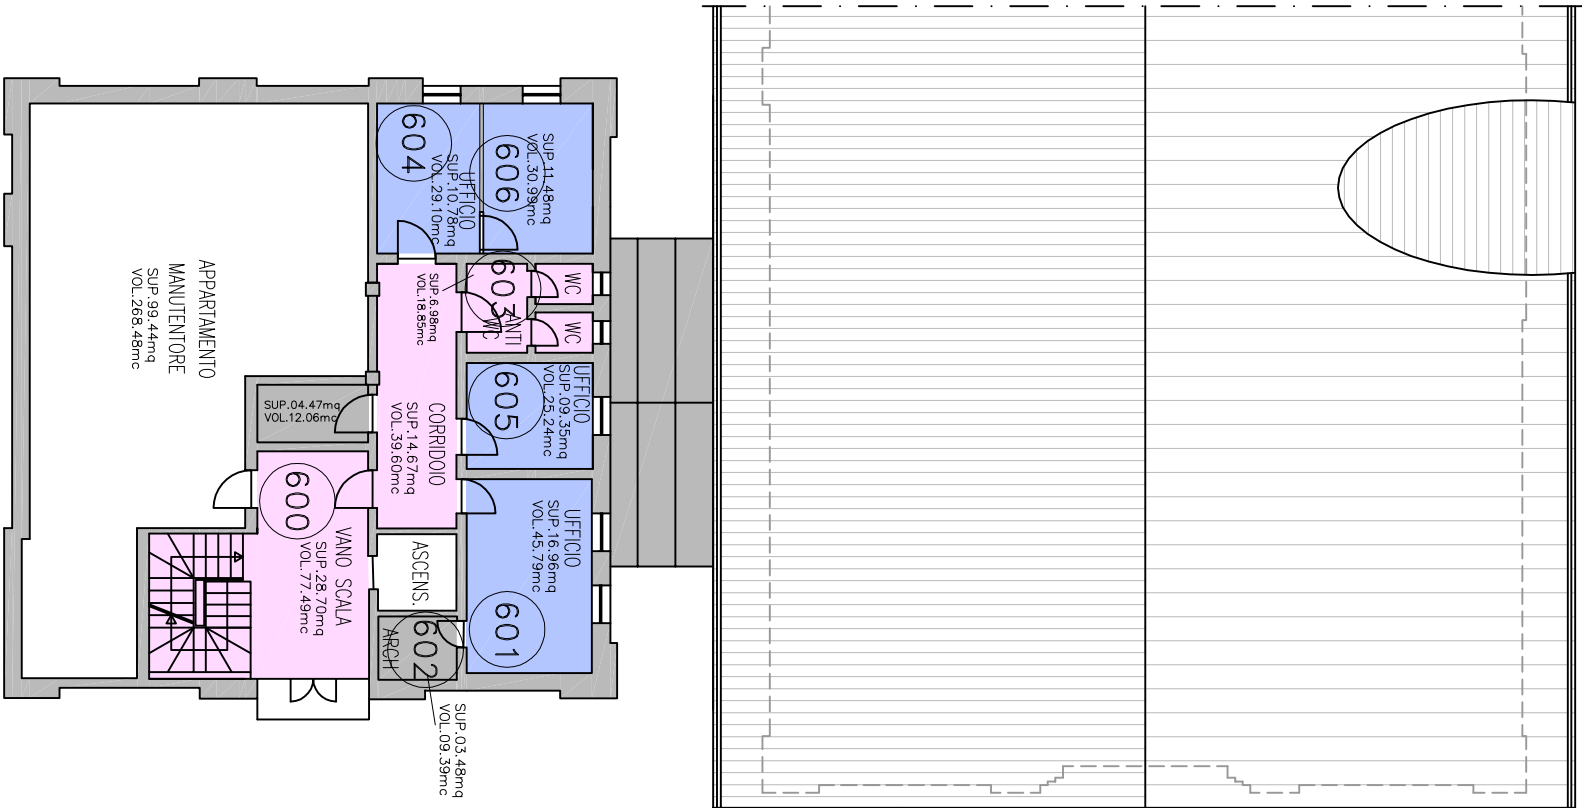 604
UFFICIO
SUP.10.78mq
VOL.29.10mc
606
SUP.11.48mq
VOL.30.99mc
603
SUP.6.98mq
VOL.18.85mc
ANTI
WC
WC
WC
APPARTAMENTO
MANUTENTORE
SUP.99.44mq
VOL.268.48mc
SUP.04.47mq
VOL.12.06mc
CORRIDOIO
SUP.14.67mq
VOL.39.60mc
605
UFFICIO
SUP.09.35mq
VOL.25.24mc
600
VANO SCALA
SUP.28.70mq
VOL.77.49mc
ASCENS.
UFFICIO
SUP.16.96mq
VOL.45.79mc
601
602
ARCH
SUP.03.48mq
VOL.09.39mc